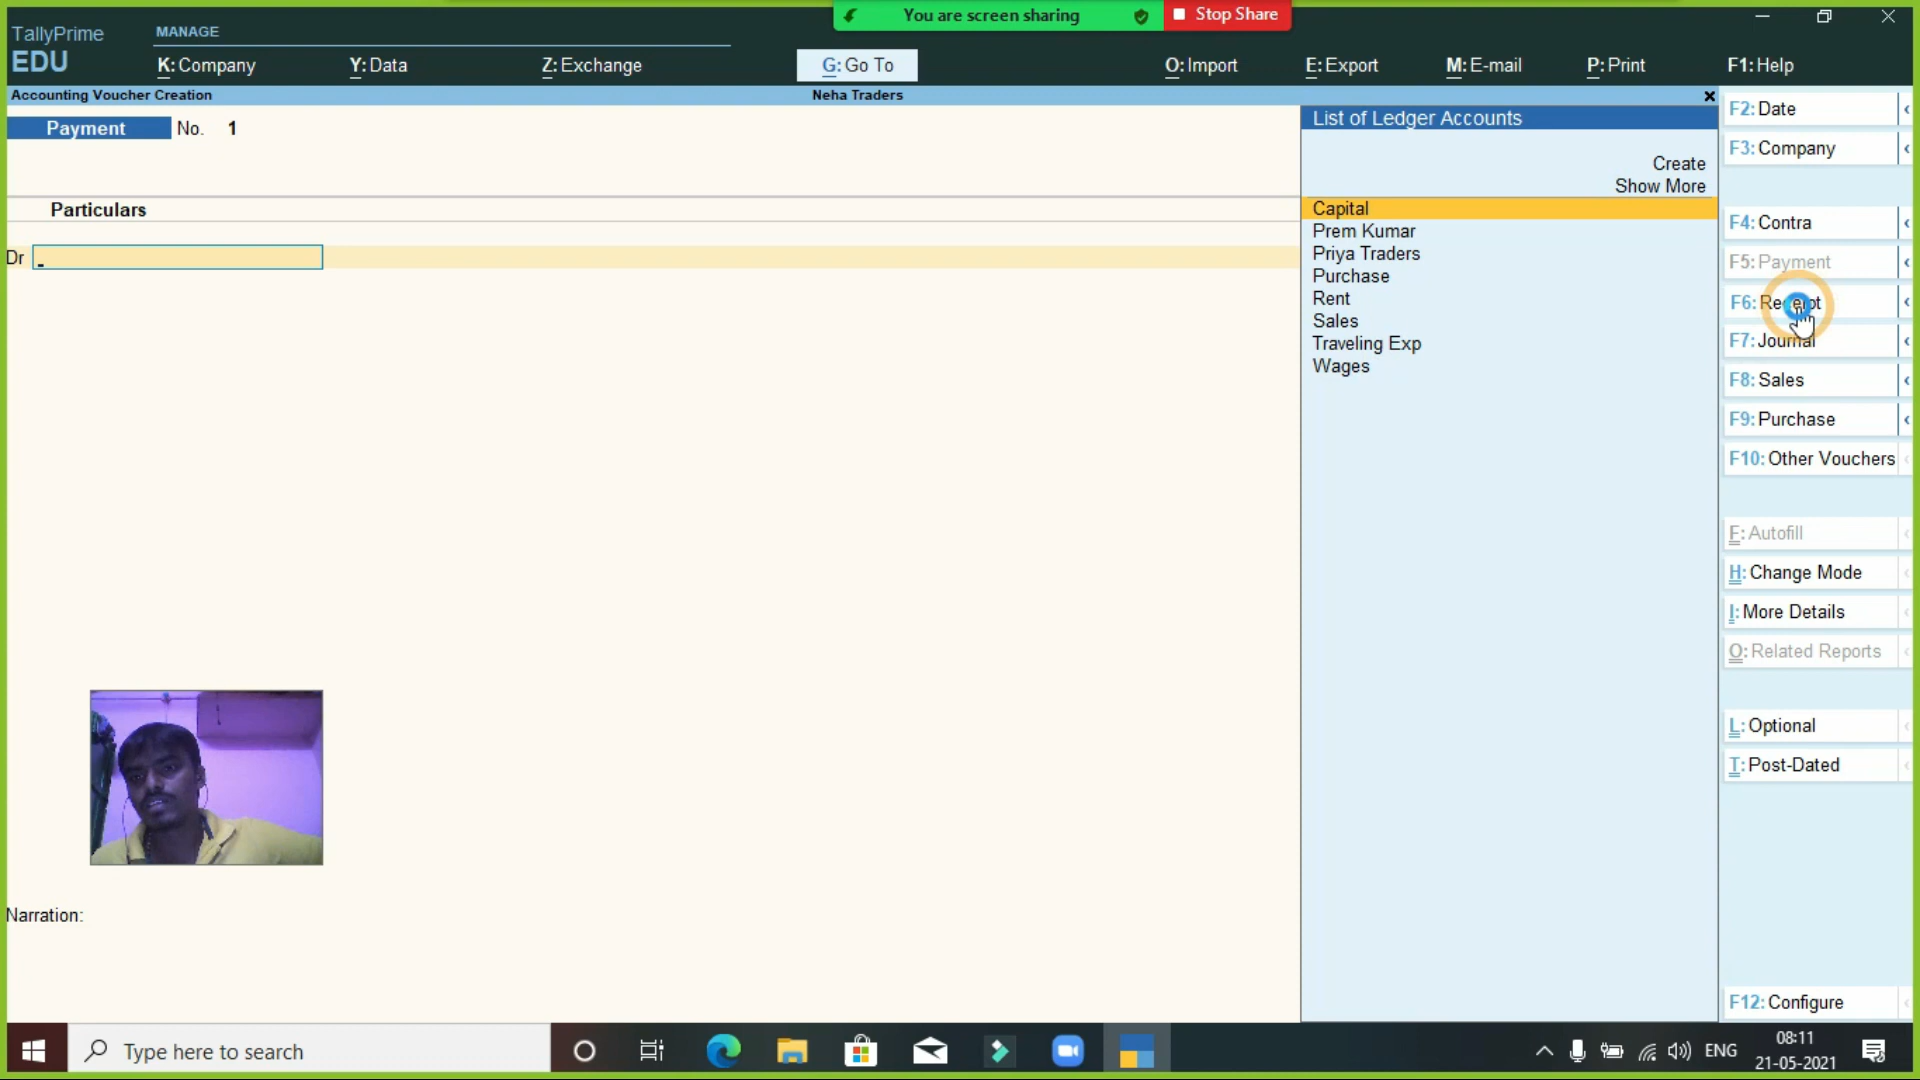 You are screen sharing
Stop Share
TallyPrime
EDU
MANAGE
K: Company
Y: Data
Z: Exchange
G: Go To
O: Import
E: Export
M: E-mail
P: Print
F1: Help
Accounting Voucher Creation
Neha Traders
Payment No. 1
Particulars
Dr
Narration:
List of Ledger Accounts
Create
Show More
Capital
Prem Kumar
Priya Traders
Purchase
Rent
Sales
Traveling Exp
Wages
F2: Date
F3: Company
F4: Contra
F5: Payment
F6: Receipt
F7: Journal
F8: Sales
F9: Purchase
F10: Other Vouchers
F: Autofill
H: Change Mode
I: More Details
O: Related Reports
L: Optional
T: Post-Dated
F12: Configure
Type here to search
ENG
08:11
21-05-2021